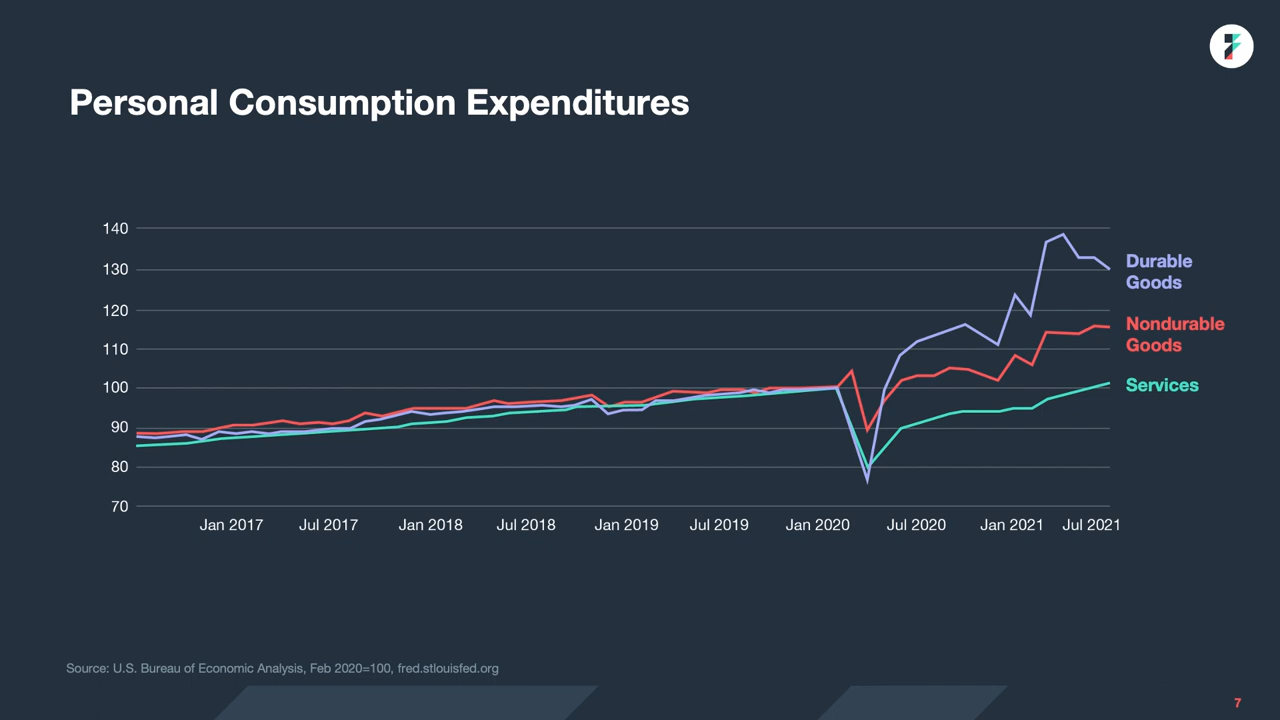 Personal Consumption Expenditures
140
130
120
110
100
90
80
70
Jan 2017 Jul 2017 Jan 2018 Jul 2018 Jan 2019 Jul 2019 Jan 2020 Jul 2020 Jan 2021 Jul 2021
Durable
Goods
Nondurable
Goods
Services
Source: U.S. Bureau of Economic Analysis, Feb 2020=100, fred.stlouisfed.org
7